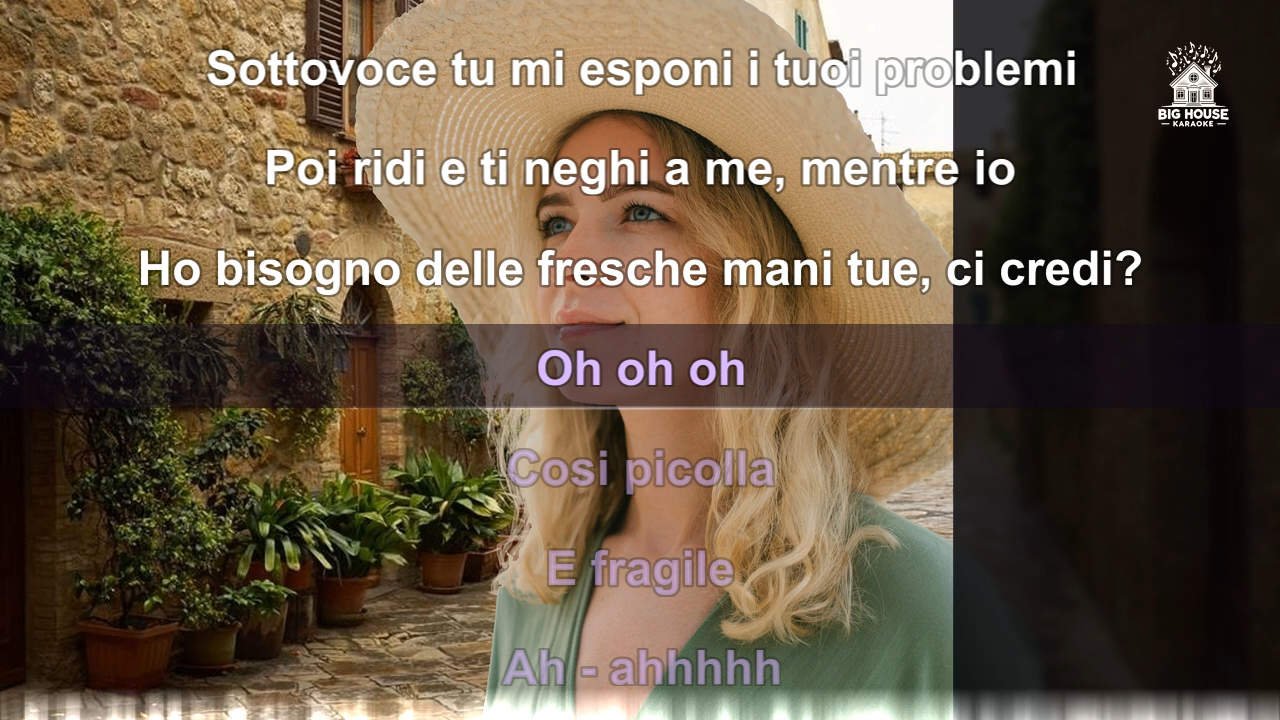 Sottovoce tu mi esponi i tuoi problemi
BIG HOUSE
KARAOKE
Poi ridi e ti neghi a me, mentre io
Ho bisogno delle fresche mani tue, ci credi?
Oh oh oh
Cosi picolla
E fragile
Ah - ahhhhh